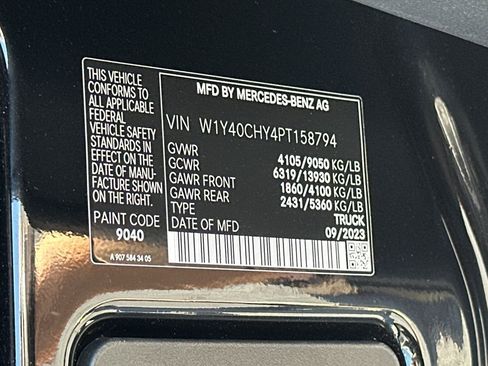 THIS VEHICLE
CONFORMS TO
ALL APPLICABLE
FEDERAL MOTOR
VEHICLE SAFETY
STANDARDS IN
EFFECT ON THE
DATE OF MANU-
FACTURE SHOWN
ON THE RIGHT.
PAINT CODE
9040
A 907 584 34 05
MFD BY MERCEDES-BENZ AG
VIN W1Y40CHY4PT158794
GVWR 4105/9050 KG/LB
GCWR 6319/13930 KG/LB
GAWR FRONT 1860/4100 KG/LB
GAWR REAR 2431/5360 KG/LB
TYPE TRUCK
DATE OF MFD 09/2023